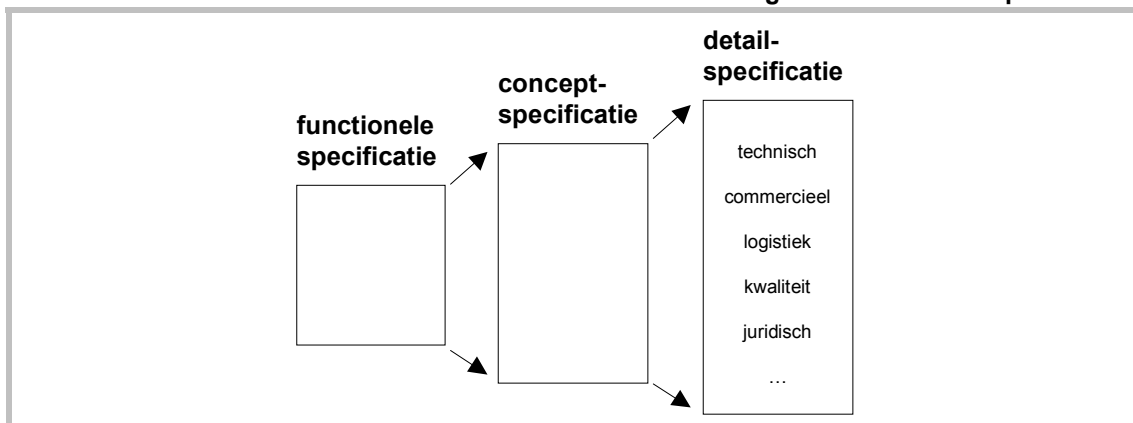 functionele
specificatie
concept-
specificatie
detail-
specificatie
technisch
commercieel
logistiek
kwaliteit
juridisch
...